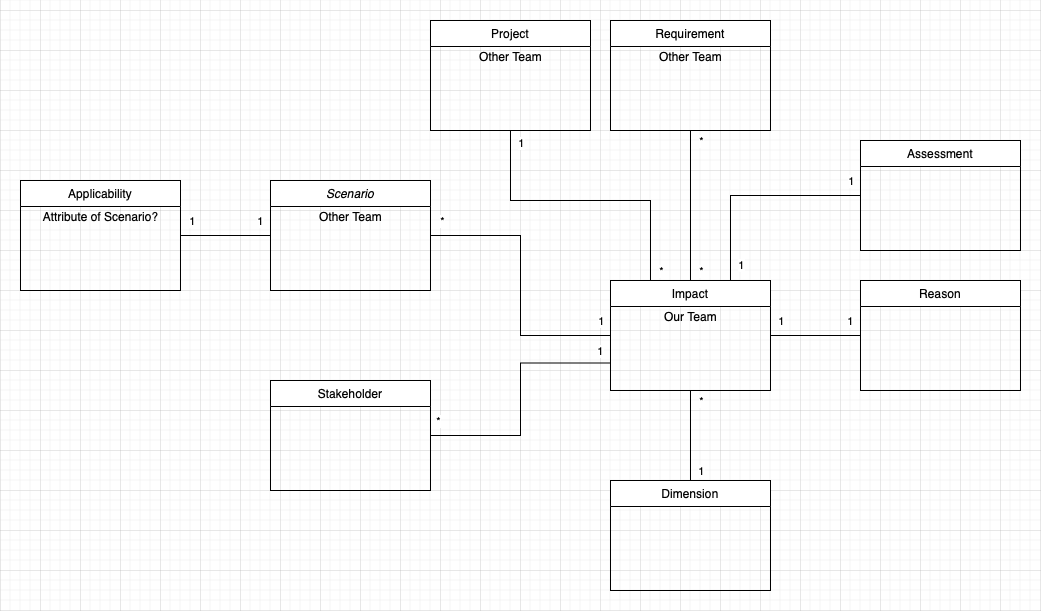 Project
Other Team
Requirement
Other Team
1
*
Assessment
1
Applicability
Attribute of Scenario?
1
1
Scenario
Other Team
*
*
*
1
Impact
Our Team
1
1
1
1
Reason
Stakeholder
*
*
1
Dimension